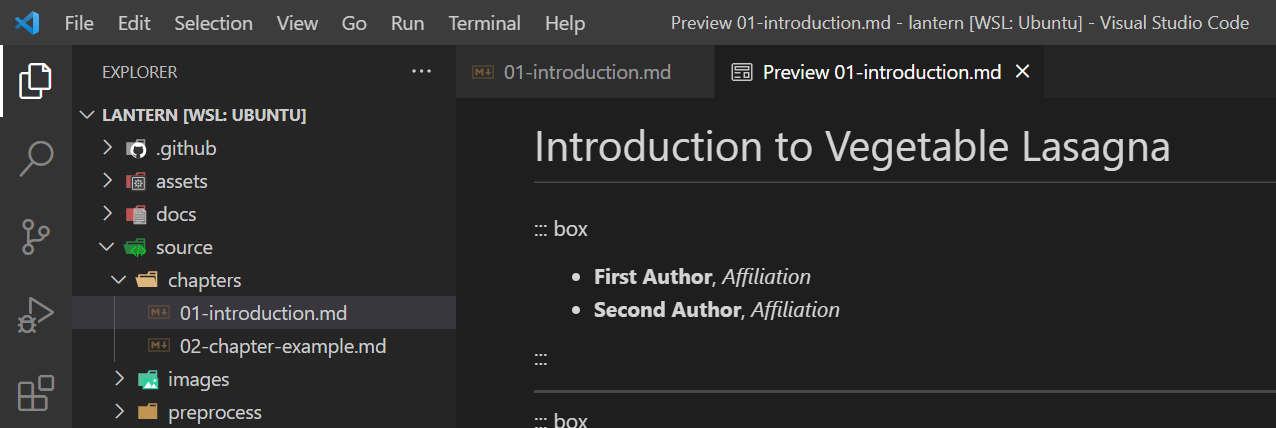 File Edit Selection View Go Run Terminal Help Preview 01-introduction.md - lantern [WSL: Ubuntu] - Visual Studio Code
EXPLORER ...
LANTERN [WSL: UBUNTU]
.github
assets
docs
source
chapters
M↓ 01-introduction.md
M↓ 02-chapter-example.md
images
preprocess
M↓ 01-introduction.md Preview 01-introduction.md
Introduction to Vegetable Lasagna
::: box
• First Author, Affiliation
• Second Author, Affiliation
:::
::: box